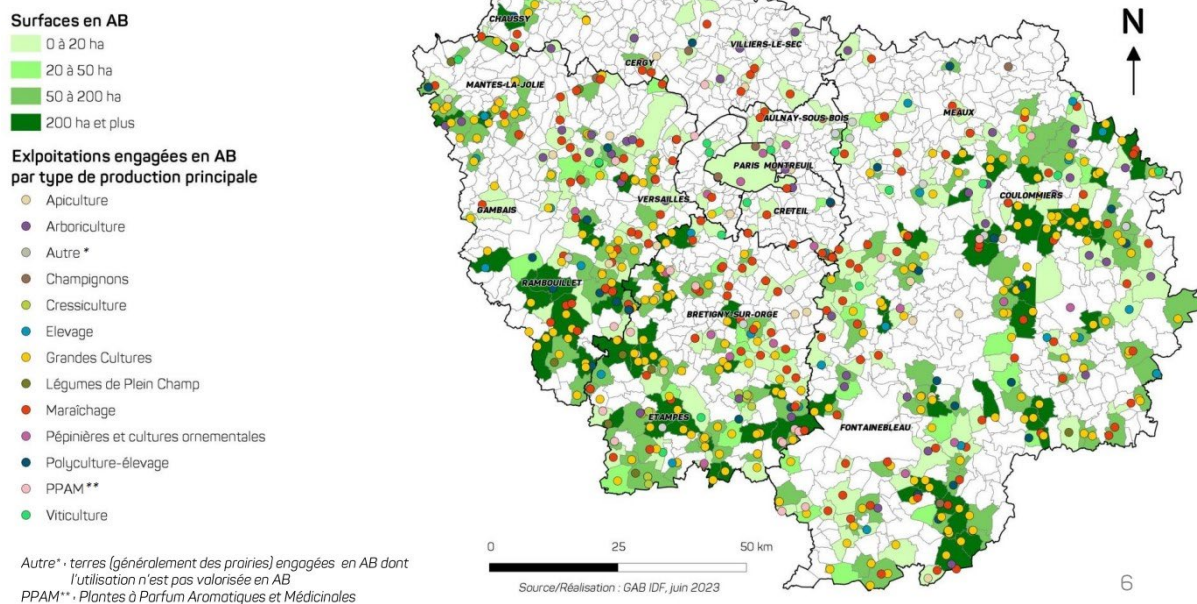 Surfaces en AB
0 à 20 ha
20 à 50 ha
50 à 200 ha
200 ha et plus
Exlpoitations engagées en AB
par type de production principale
Apiculture
Arboriculture
Autre *
Champignons
Cressiculture
Elevage
Grandes Cultures
Légumes de Plein Champ
Maraîchage
Pépinières et cultures ornementales
Polyculture-élevage
PPAM**
Viticulture
Autre* : terres (généralement des prairies) engagées en AB dont
l'utilisation n'est pas valorisée en AB
PPAM** : Plantes à Parfum Aromatiques et Médicinales
N
CHAUSSY
VILLIERS-LE-SEC
CERGY
MANTES-LA-JOLIE
AULNAY-SOUS-BOIS
MEAUX
PARIS MONTREUIL
COULOMMIERS
VERSAILLES
GAMBAIS
CRETEIL
RAMBOUILLET
BRETIGNY-SUR-ORGE
ETAMPES
FONTAINEBLEAU
0 25 50 km
Source/Réalisation : GAB IDF, juin 2023
6